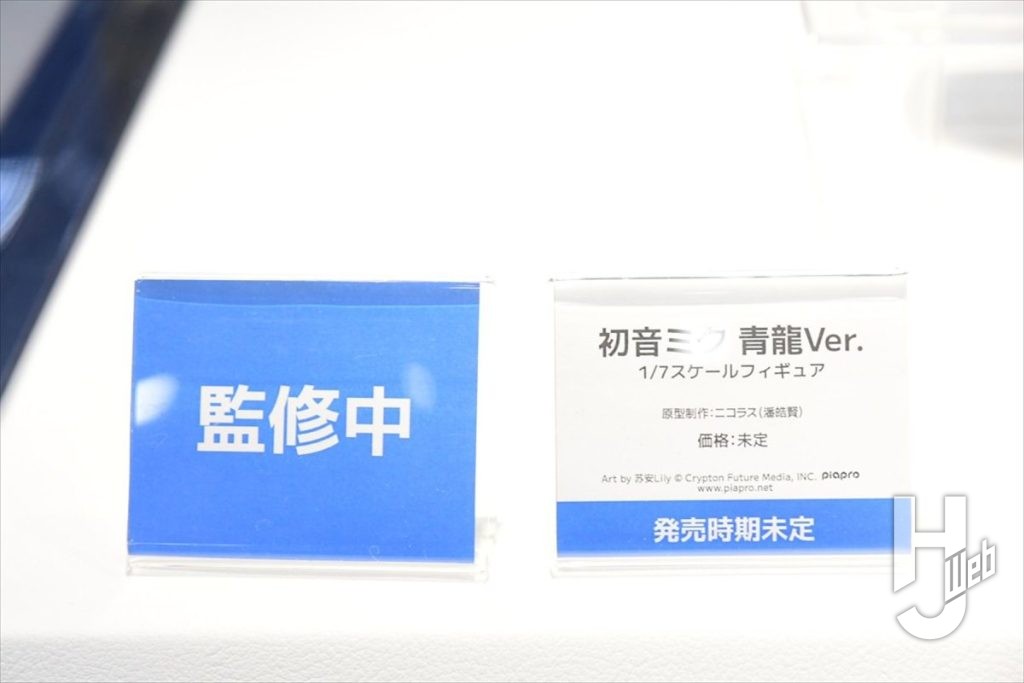 監修中
初音ミク 青龍Ver.
1/7スケールフィギュア
原型制作:ニコラス(潘皓賢)
価格:未定
Art by 苏安Lily © Crypton Future Media, INC. piapro
www.piapro.net
発売時期未定
HJ Web